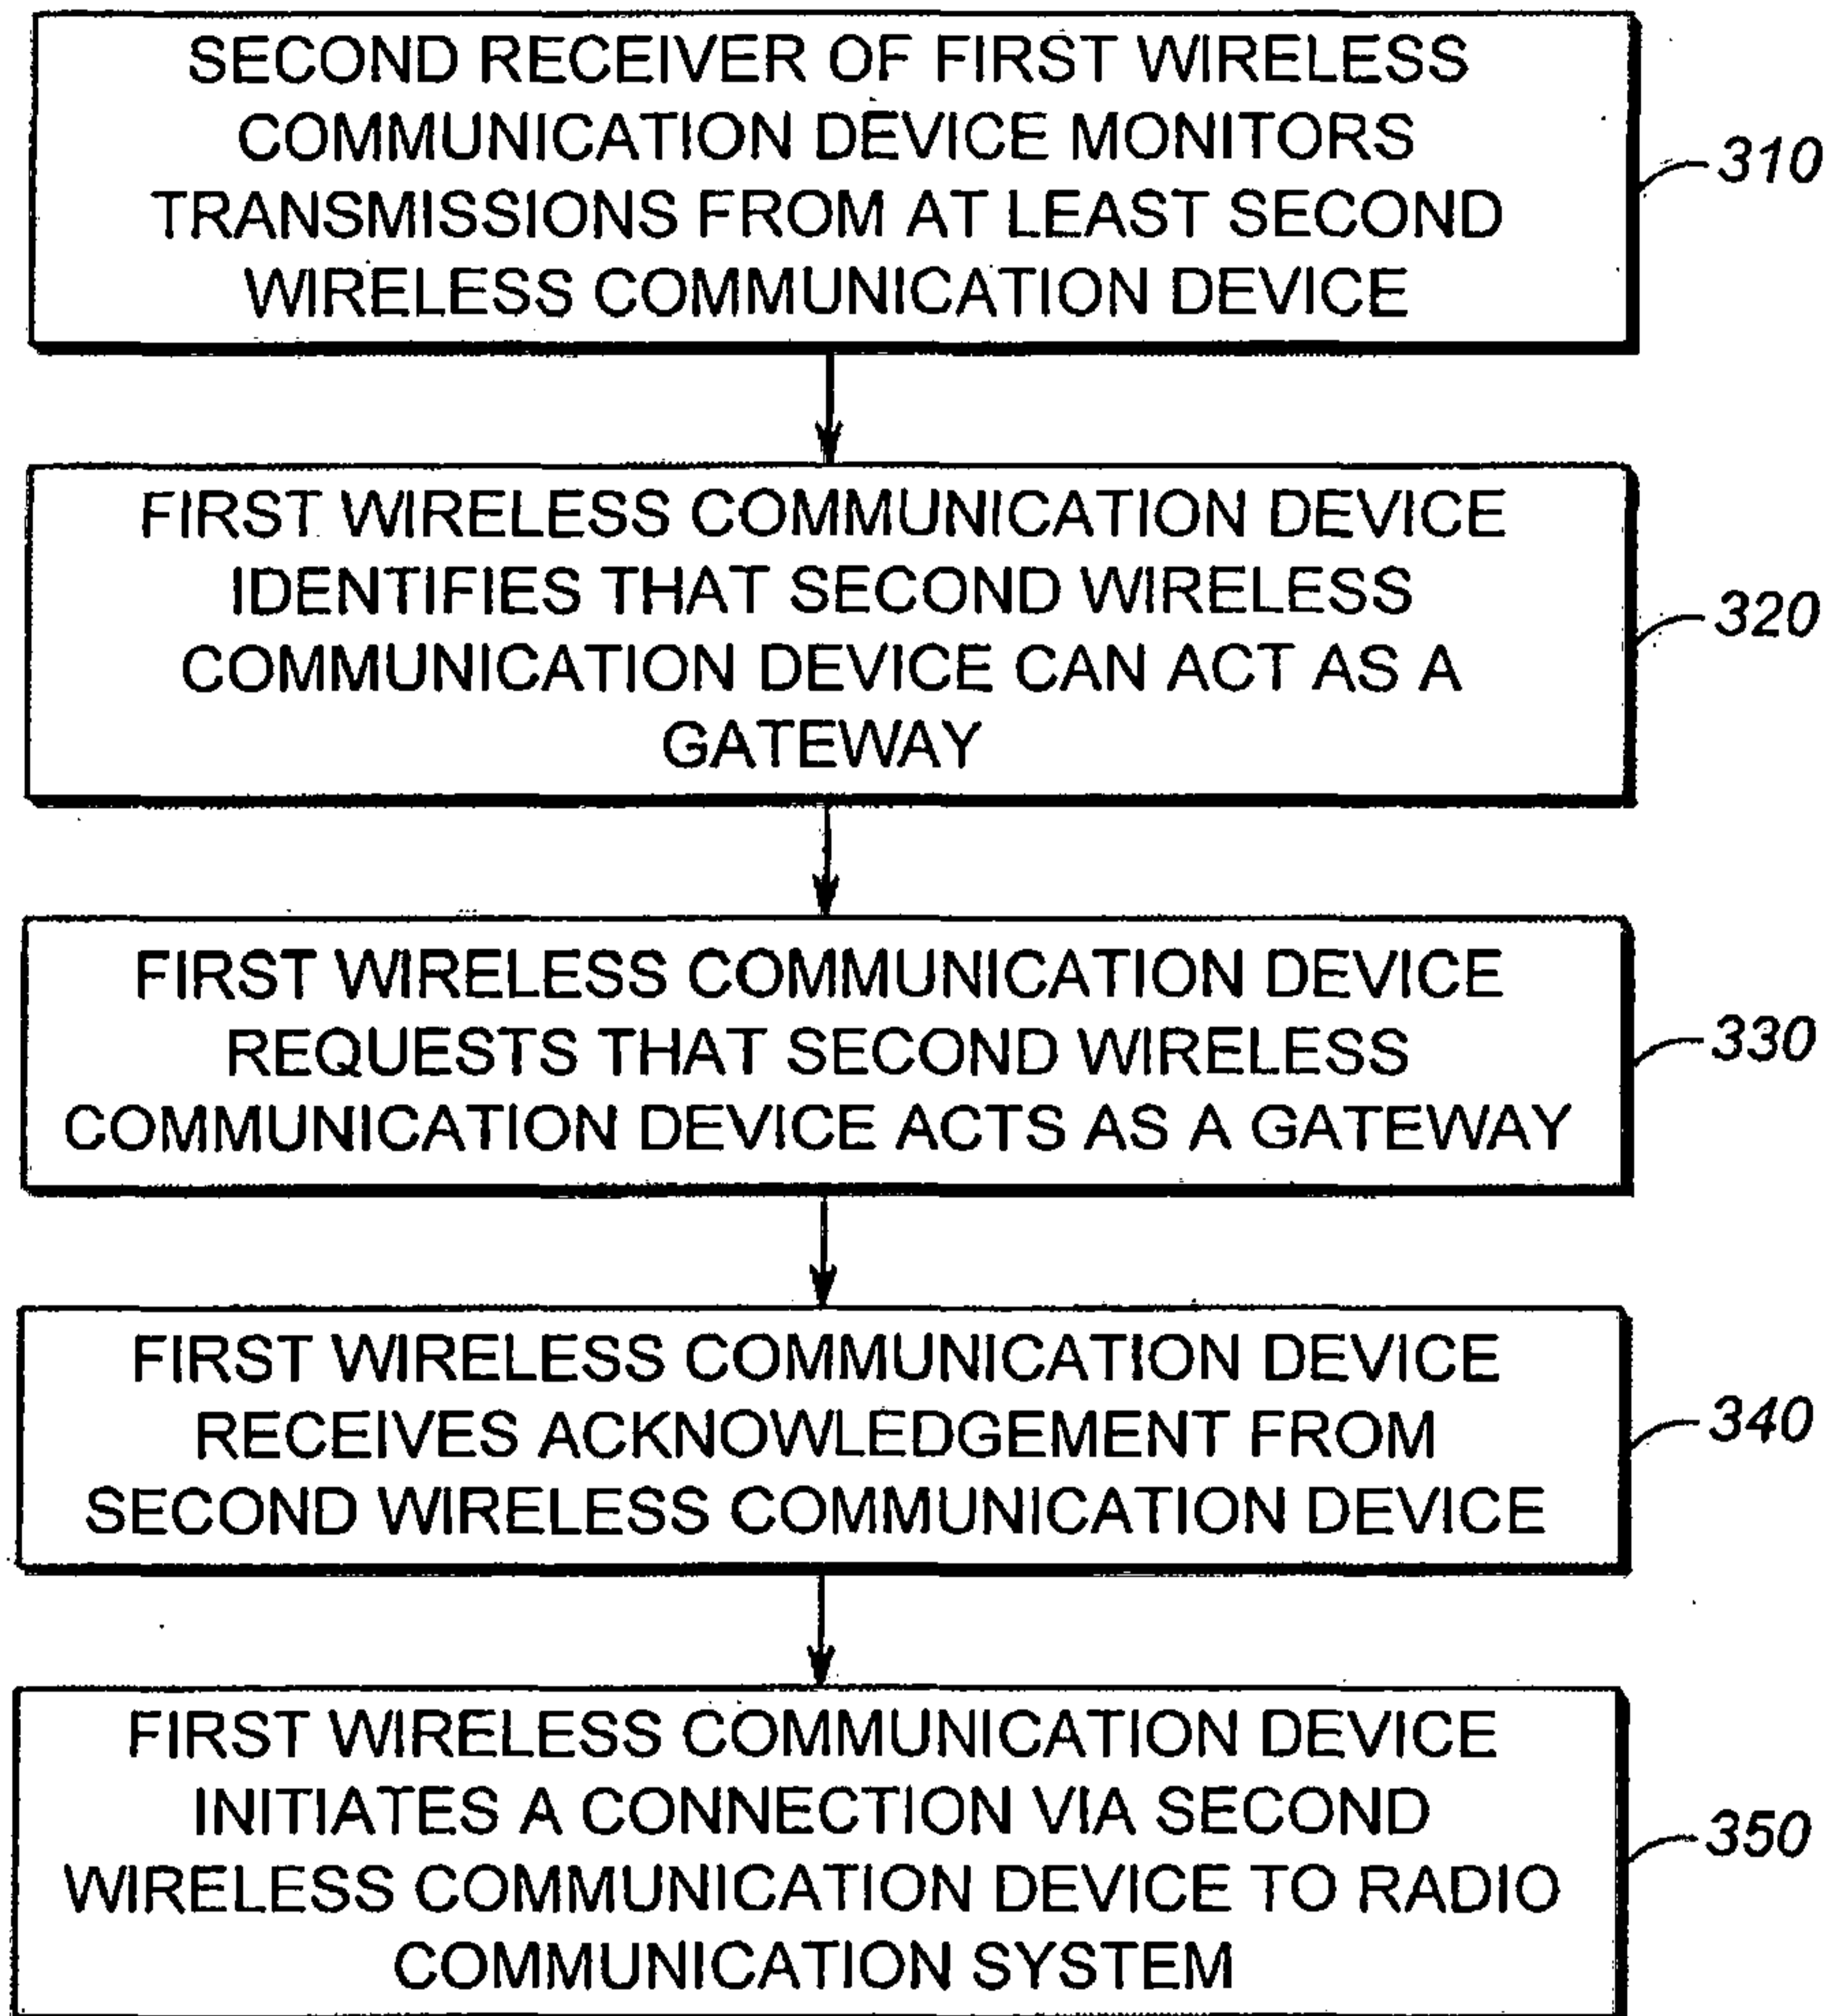 SECOND RECEIVER OF FIRST WIRELESS
COMMUNICATION DEVICE MONITORS
TRANSMISSIONS FROM AT LEAST SECOND
WIRELESS COMMUNICATION DEVICE
310
FIRST WIRELESS COMMUNICATION DEVICE
IDENTIFIES THAT SECOND WIRELESS
COMMUNICATION DEVICE CAN ACT AS A
GATEWAY
320
FIRST WIRELESS COMMUNICATION DEVICE
REQUESTS THAT SECOND WIRELESS
COMMUNICATION DEVICE ACTS AS A GATEWAY
330
FIRST WIRELESS COMMUNICATION DEVICE
RECEIVES ACKNOWLEDGEMENT FROM
SECOND WIRELESS COMMUNICATION DEVICE
340
FIRST WIRELESS COMMUNICATION DEVICE
INITIATES A CONNECTION VIA SECOND
WIRELESS COMMUNICATION DEVICE TO RADIO
COMMUNICATION SYSTEM
350